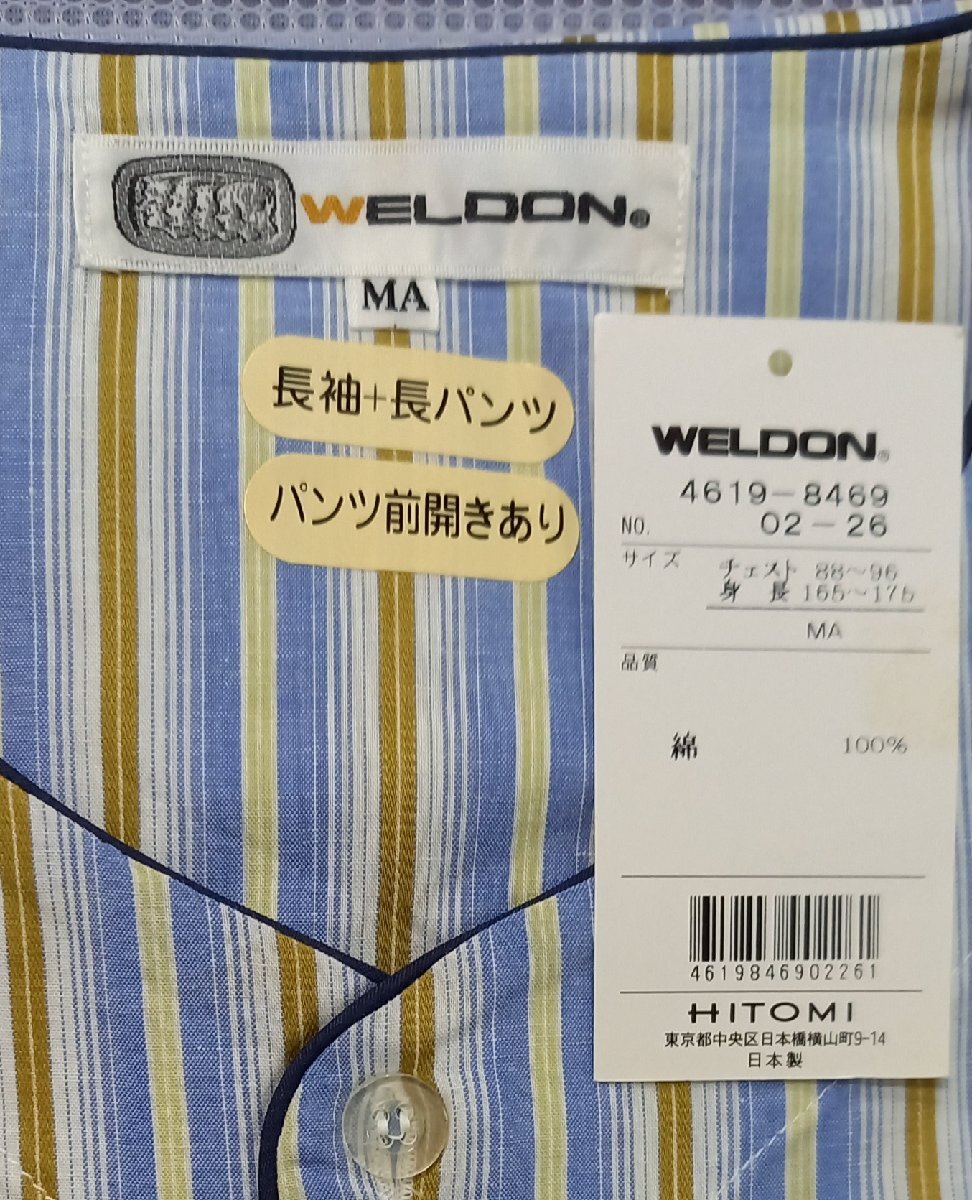 WELDON®
MA
長袖+長パンツ
パンツ前開きあり
WELDON®
4619-8469
NO. 02-26
サイズ チェスト 88~96
身長 165~175
MA
品質
綿 100%
4619846902261
HITOMI
東京都中央区日本橋横山町9-14
日本製